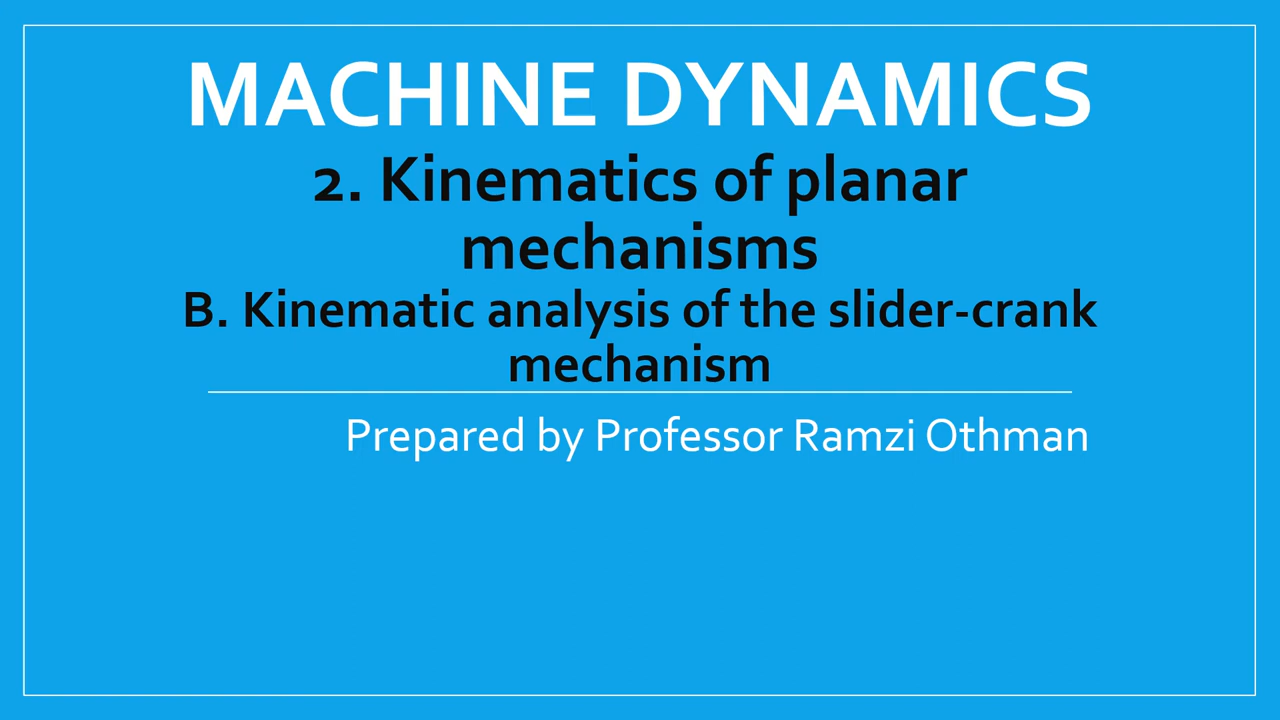 MACHINE DYNAMICS
2. Kinematics of planar
mechanisms
B. Kinematic analysis of the slider-crank
mechanism
Prepared by Professor Ramzi Othman